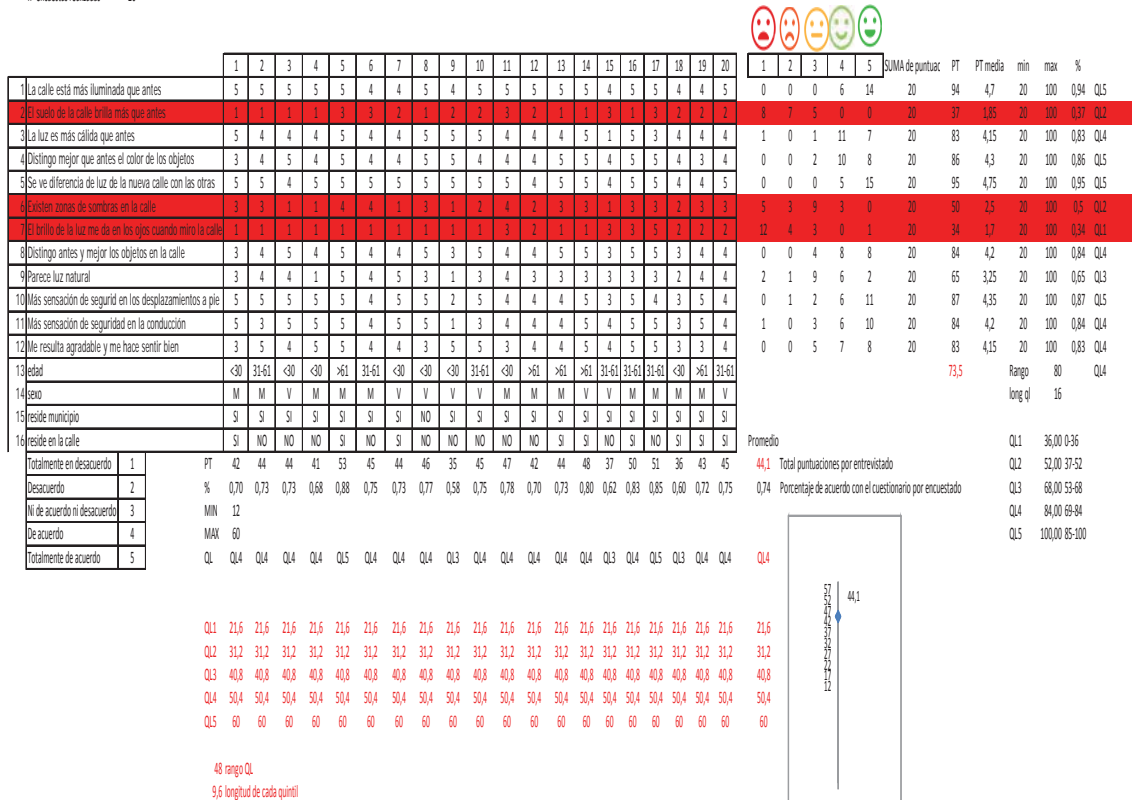 1 2 3 4 5 6 7 8 9 10 11 12 13 14 15 16 17 18 19 20 1 2 3 4 5 SUMA de puntuac PT PT media min max %
1 La calle está más iluminada que antes 5 5 5 5 5 4 4 5 4 5 5 5 5 5 4 5 5 4 4 5 0 0 0 6 14 20 94 4,7 20 100 0,94 QL5
2 El suelo de la calle brilla más que antes 1 1 1 1 3 3 2 1 2 2 3 2 1 1 3 1 3 2 2 2 8 7 5 0 0 20 37 1,85 20 100 0,37 QL2
3 La luz es más cálida que antes 5 4 4 4 5 4 4 5 5 4 5 4 4 5 1 5 3 4 4 4 1 0 1 11 7 20 83 4,15 20 100 0,83 QL4
4 Distingo mejor que antes el color de los objetos 3 4 5 4 5 4 4 5 5 4 4 4 5 5 4 5 5 4 3 4 0 0 2 10 8 20 86 4,3 20 100 0,86 QL5
5 Se ve diferencia de luz de la nueva calle con las otras 5 5 4 5 5 5 5 5 5 5 5 4 5 5 4 5 5 4 4 5 0 0 0 5 15 20 95 4,75 20 100 0,95 QL5
6 Existen zonas de sombras en la calle 3 3 1 1 4 4 1 3 1 2 4 2 3 3 1 3 3 2 3 3 5 3 9 3 0 20 50 2,5 20 100 0,5 QL2
7 El brillo de la luz me da en los ojos cuando miro la calle 1 1 1 1 1 1 1 1 1 1 3 2 1 1 3 3 5 2 2 2 12 4 3 0 1 20 34 1,7 20 100 0,34 QL1
8 Distingo antes y mejor los objetos en la calle 3 4 5 4 5 5 4 5 3 5 4 4 5 5 3 5 5 3 4 4 0 0 4 8 8 20 84 4,2 20 100 0,84 QL4
9 Parece luz natural 3 4 4 1 5 4 5 3 1 3 4 3 3 3 3 3 3 2 4 4 2 1 9 6 2 20 65 3,25 20 100 0,65 QL3
10 Más sensación de segurid en los desplazamientos a pie 5 5 5 5 5 4 5 5 2 5 4 4 4 5 3 5 4 3 5 4 0 1 2 6 11 20 87 4,35 20 100 0,87 QL5
11 Más sensación de seguridad en la conducción 5 3 5 5 5 4 5 5 1 3 4 4 4 5 4 5 5 3 5 4 1 0 3 6 10 20 84 4,2 20 100 0,84 QL4
12 Me resulta agradable y me hace sentir bien 3 5 4 5 5 4 4 3 5 5 3 4 4 5 4 5 5 3 3 4 0 0 5 7 8 20 83 4,15 20 100 0,83 QL4
13 edad <30 31-61 <30 <30 >61 31-61 <30 <30 <30 31-61 <30 >61 >61 >61 31-61 31-61 31-61 <30 >61 31-61 73,5 Rango 80 QL4
14 sexo M M V M M M V V V V M M M V V M M M M V long ql 16
15 reside municipio SI SI SI SI SI SI SI NO SI SI SI SI SI SI SI SI SI SI SI SI
16 reside en la calle SI NO NO NO SI NO SI NO NO NO NO NO SI SI NO SI NO SI SI SI Promedio QL1 36,00 0-36
Totalmente en desacuerdo 1 PT 42 44 44 41 53 45 44 46 35 45 47 42 44 48 37 50 51 36 43 45 44,1 Total puntuaciones por entrevistado QL2 52,00 37-52
Desacuerdo 2 % 0,70 0,73 0,73 0,68 0,88 0,75 0,73 0,77 0,58 0,75 0,78 0,70 0,73 0,80 0,62 0,83 0,85 0,60 0,72 0,75 0,74 Porcentaje de acuerdo con el cuestionario por encuestado QL3 68,00 53-68
Ni de acuerdo ni desacuerdo 3 MIN 12 QL4 84,00 69-84
De acuerdo 4 MAX 60 QL5 100,00 85-100
Totalmente de acuerdo 5 QL QL4 QL4 QL4 QL4 QL5 QL4 QL4 QL4 QL3 QL4 QL4 QL4 QL4 QL4 QL3 QL4 QL5 QL3 QL4 QL4 QL4
57
52
47
42
37
32
27
22
17
12
44,1
QL1 21,6 21,6 21,6 21,6 21,6 21,6 21,6 21,6 21,6 21,6 21,6 21,6 21,6 21,6 21,6 21,6 21,6 21,6 21,6 21,6 21,6
QL2 31,2 31,2 31,2 31,2 31,2 31,2 31,2 31,2 31,2 31,2 31,2 31,2 31,2 31,2 31,2 31,2 31,2 31,2 31,2 31,2 31,2
QL3 40,8 40,8 40,8 40,8 40,8 40,8 40,8 40,8 40,8 40,8 40,8 40,8 40,8 40,8 40,8 40,8 40,8 40,8 40,8 40,8 40,8
QL4 50,4 50,4 50,4 50,4 50,4 50,4 50,4 50,4 50,4 50,4 50,4 50,4 50,4 50,4 50,4 50,4 50,4 50,4 50,4 50,4 50,4
QL5 60 60 60 60 60 60 60 60 60 60 60 60 60 60 60 60 60 60 60 60 60
48 rango QL
9,6 longitud de cada quintil